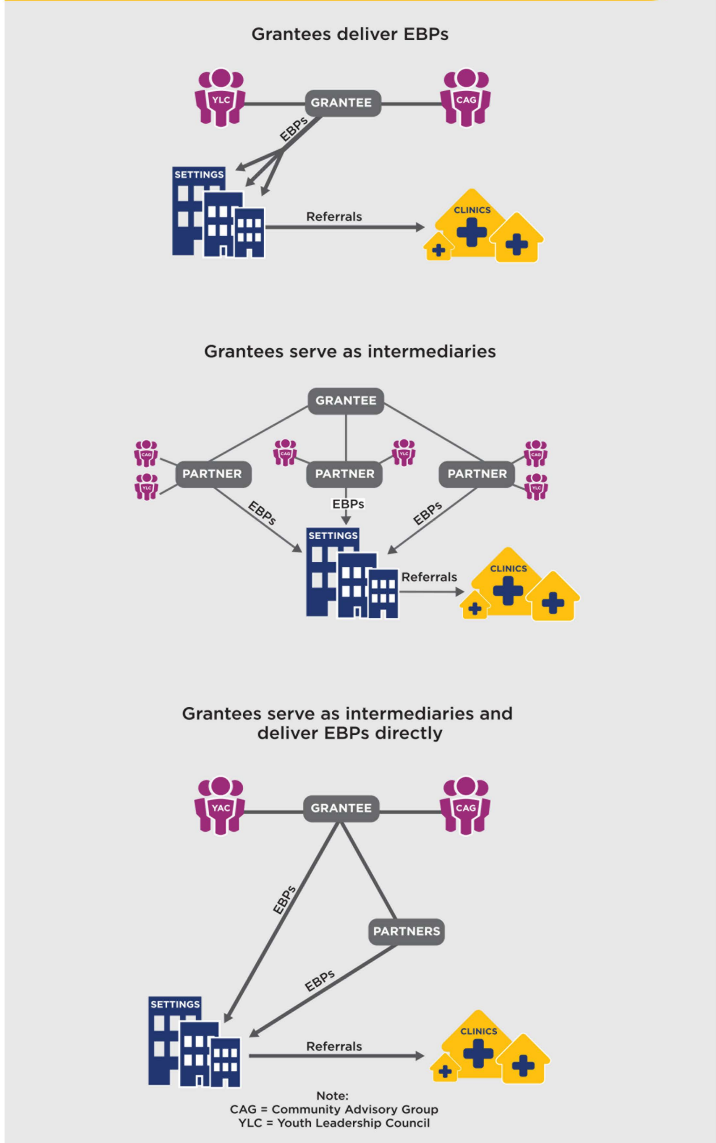 Grantees deliver EBPs
YLC
GRANTEE
CAG
EBPs
SETTINGS
Referrals
CLINICS
Grantees serve as intermediaries
GRANTEE
CAG
YLC
PARTNER
CAG
PARTNER
YLC
PARTNER
CAG
YLC
EBPs
EBPs
EBPs
SETTINGS
Referrals
CLINICS
Grantees serve as intermediaries and
deliver EBPs directly
YAC
GRANTEE
CAG
EBPs
PARTNERS
EBPs
SETTINGS
Referrals
CLINICS
Note:
CAG = Community Advisory Group
YLC = Youth Leadership Council